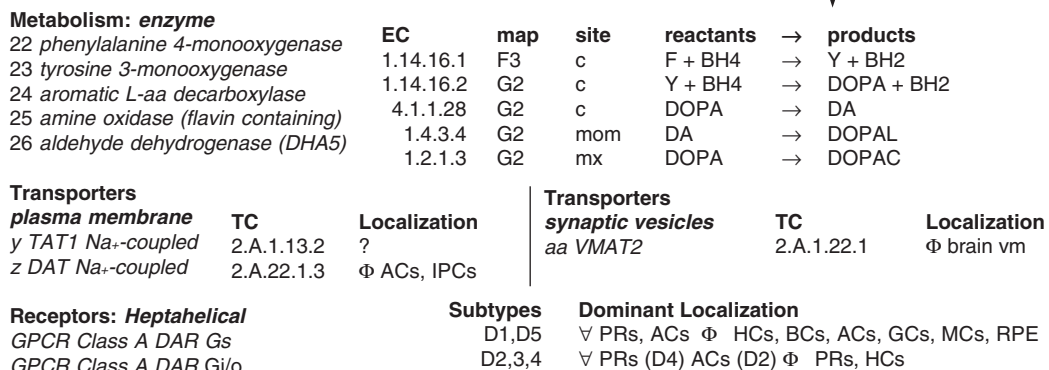 Metabolism: enzyme EC map site reactants → products
22 phenylalanine 4-monooxygenase 1.14.16.1 F3 c F + BH4 → Y + BH2
23 tyrosine 3-monooxygenase 1.14.16.2 G2 c Y + BH4 → DOPA + BH2
24 aromatic L-aa decarboxylase 4.1.1.28 G2 c DOPA → DA
25 amine oxidase (flavin containing) 1.4.3.4 G2 mom DA → DOPAL
26 aldehyde dehydrogenase (DHA5) 1.2.1.3 G2 mx DOPA → DOPAC
Transporters
plasma membrane TC Localization
y TAT1 Na+-coupled 2.A.1.13.2 ?
z DAT Na+-coupled 2.A.22.1.3 Φ ACs, IPCs
Transporters
synaptic vesicles TC Localization
aa VMAT2 2.A.1.22.1 Φ brain vm
Receptors: Heptahelical Subtypes Dominant Localization
GPCR Class A DAR Gs D1,D5 ∀ PRs, ACs Φ HCs, BCs, ACs, GCs, MCs, RPE
GPCR Class A DAR Gi/o D2,3,4 ∀ PRs (D4) ACs (D2) Φ PRs, HCs